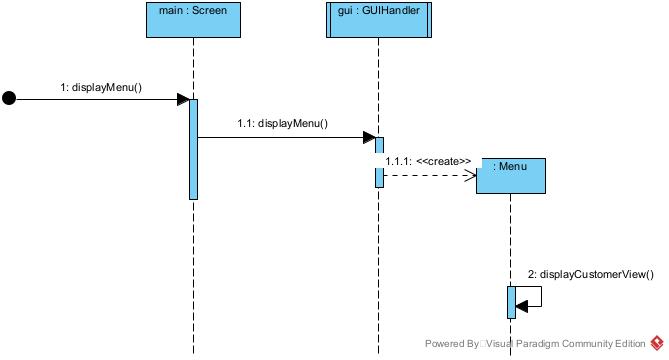 main : Screen
gui : GUIHandler
1: displayMenu()
1.1: displayMenu()
1.1.1: <<create>>
: Menu
2: displayCustomerView()
Powered By Visual Paradigm Community Edition